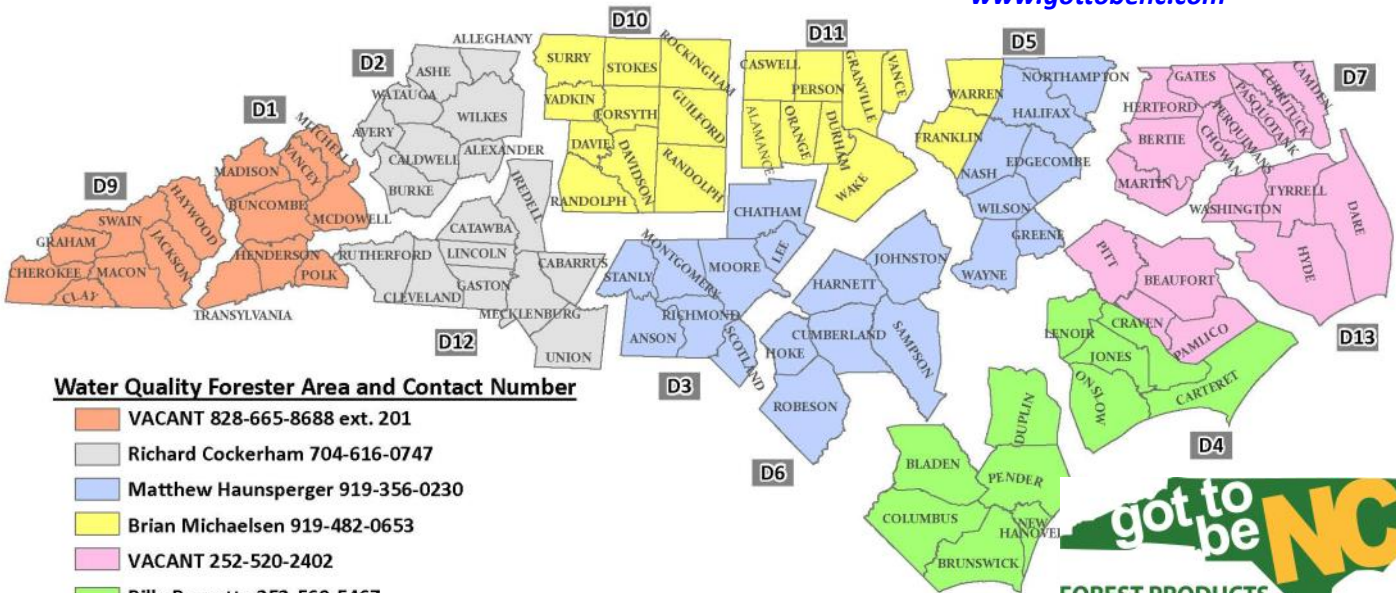 www.gottobenc.com
D10
D11
D5
D2
D7
D1
D9
D12
D3
D6
D4
D13
ALLEGHANY
ASHE
WATAUGA
WILKES
AVERY
CALDWELL
ALEXANDER
BURKE
SURRY
STOKES
ROCKINGHAM
YADKIN
FORSYTH
GUILFORD
DAVIE
DAVIDSON
RANDOLPH
RANDOLPH
CASWELL
PERSON
GRANVILLE
VANCE
ALAMANCE
ORANGE
DURHAM
WAKE
WARREN
FRANKLIN
NORTHAMPTON
HALIFAX
EDGECOMBE
NASH
WILSON
GREENE
WAYNE
GATES
HERTFORD
BERTIE
MARTIN
CAMDEN
CURRITUCK
PASQUOTANK
PERQUIMANS
CHOWAN
TYRRELL
WASHINGTON
DARE
HYDE
MITCHELL
YANCEY
MADISON
BUNCOMBE
MCDOWELL
HENDERSON
POLK
TRANSYLVANIA
HAYWOOD
SWAIN
JACKSON
GRAHAM
CHEROKEE
MACON
CLAY
IREDELL
CATAWBA
RUTHERFORD
LINCOLN
CABARRUS
CLEVELAND
GASTON
MECKLENBURG
UNION
CHATHAM
LEE
MONTGOMERY
MOORE
STANLY
RICHMOND
ANSON
SCOTLAND
JOHNSTON
HARNETT
CUMBERLAND
HOKE
SAMPSON
ROBESON
PITT
BEAUFORT
CRAVEN
PAMLICO
LENOIR
JONES
ONSLOW
CARTERET
DUPLIN
BLADEN
PENDER
COLUMBUS
NEW
HANOVE
BRUNSWICK
Water Quality Forester Area and Contact Number
VACANT 828-665-8688 ext. 201
Richard Cockerham 704-616-0747
Matthew Haunsperger 919-356-0230
Brian Michaelsen 919-482-0653
VACANT 252-520-2402
got to
be NC